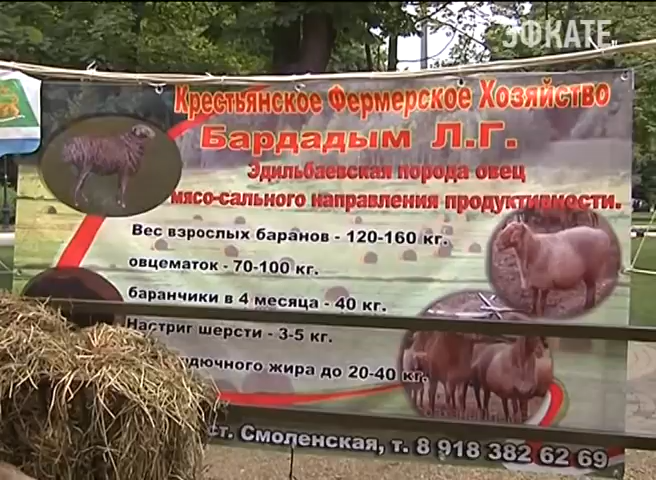 ЭФКАТЕ
Крестьянское Фермерское Хозяйство
Бардадым Л.Г.
Эдильбаевская порода овец
мясо-сального направления продуктивности.
Вес взрослых баранов - 120-160 кг.
овцематок - 70-100 кг.
баранчики в 4 месяца - 40 кг.
Настриг шерсти - 3-5 кг.
жира до 20-40 кг.
ст. Смоленская, т. 8 918 382 62 69